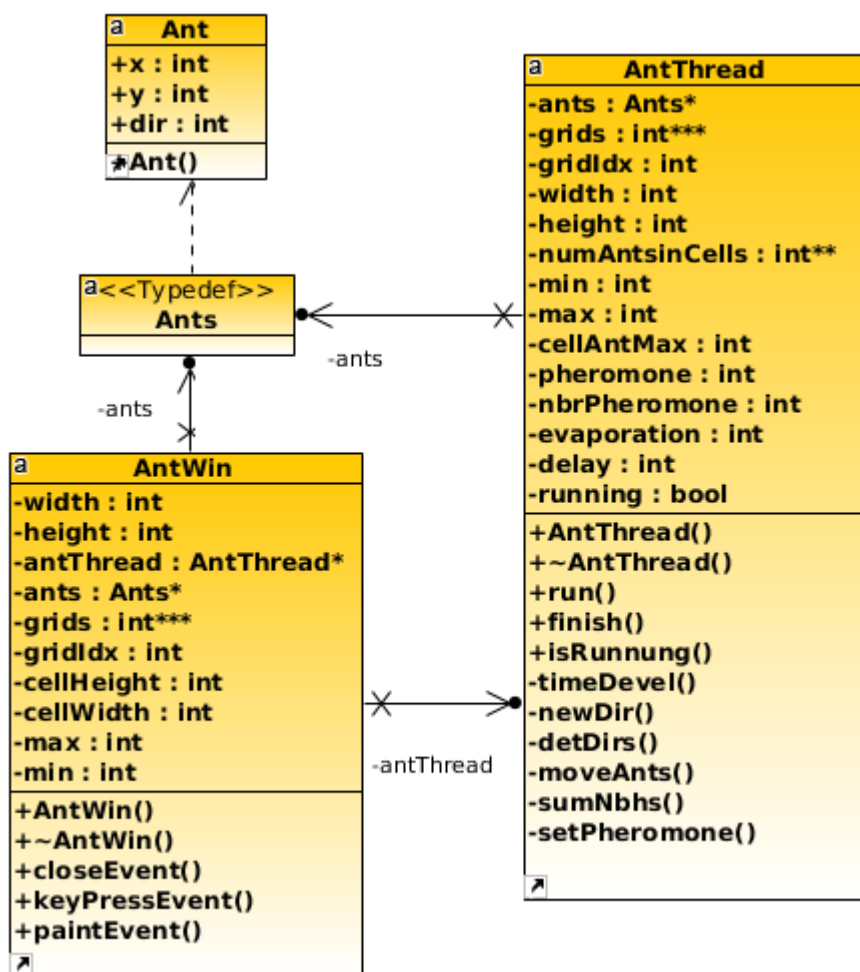 a
Ant
+x : int
+y : int
+dir : int
+Ant()
a<<Typedef>>
Ants
-ants
-ants
a
AntWin
-width : int
-height : int
-antThread : AntThread*
-ants : Ants*
-grids : int***
-gridIdx : int
-cellHeight : int
-cellWidth : int
-max : int
-min : int
+AntWin()
+~AntWin()
+closeEvent()
+keyPressEvent()
+paintEvent()
-antThread
a
AntThread
-ants : Ants*
-grids : int***
-gridIdx : int
-width : int
-height : int
-numAntsinCells : int**
-min : int
-max : int
-cellAntMax : int
-pheromone : int
-nbrPheromone : int
-evaporation : int
-delay : int
-running : bool
+AntThread()
+~AntThread()
+run()
+finish()
+isRunnung()
-timeDevel()
-newDir()
-detDirs()
-moveAnts()
-sumNbhs()
-setPheromone()